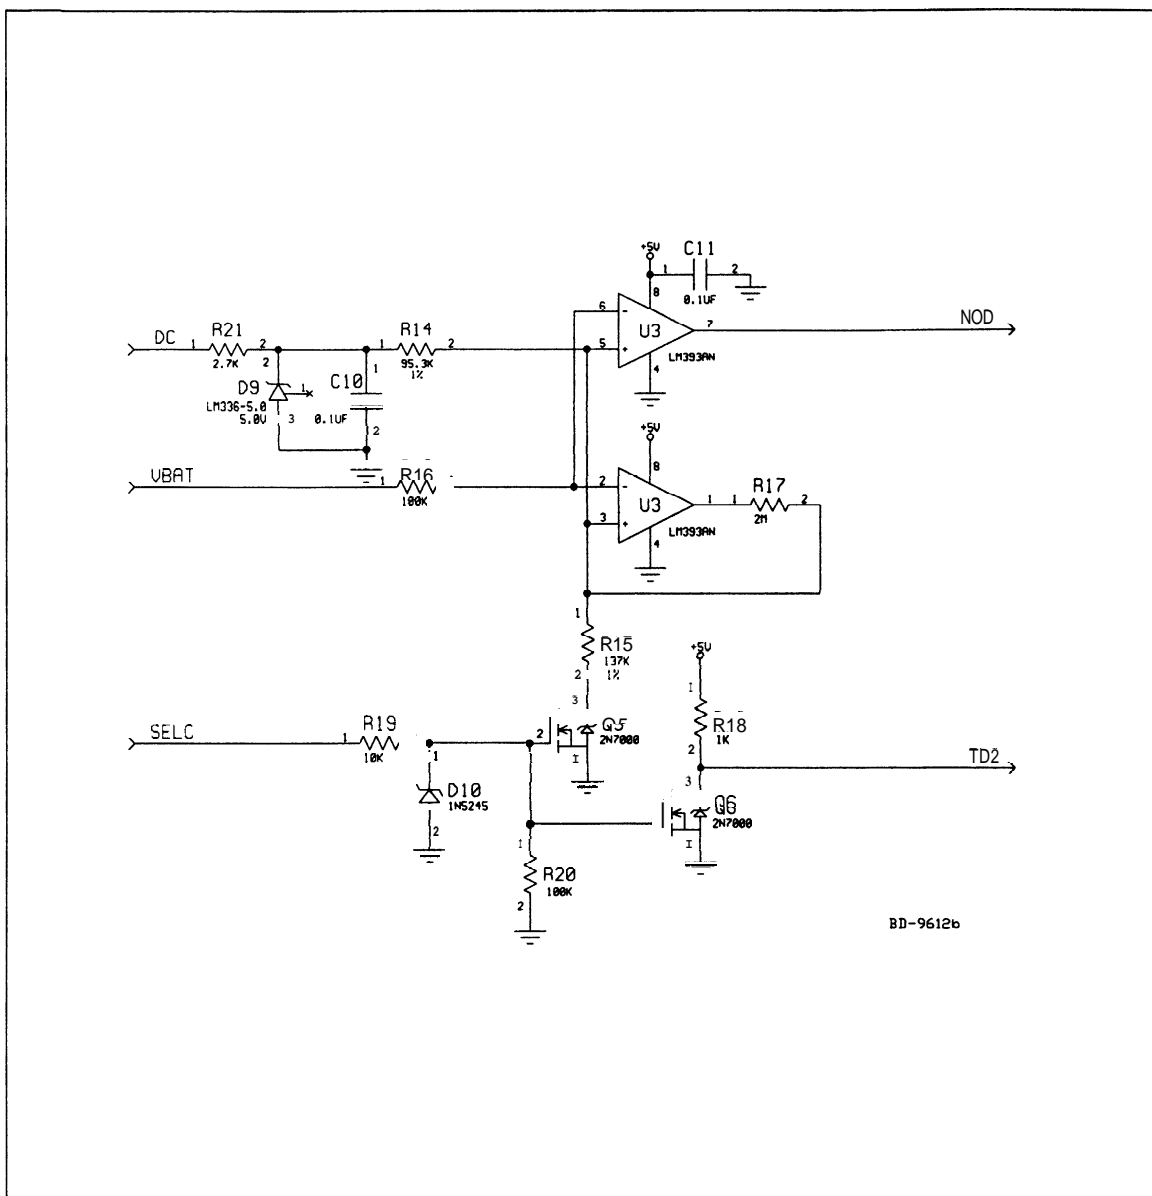 +5V
C11
1
2
8
0.1UF
6
-
U3
7
NOD
DC
1
R21
2
2.7K
1
R14
2
95.3K
1%
5
+
LM393AN
4
2
D9
1
LM336-5.0
5.0V
3
C10
1
0.1UF
2
+5V
8
VBAT
1
R16
100K
2
-
U3
1
1
R17
2
2M
3
+
LM393AN
4
1
R15
137K
1%
2
+5V
3
SELC
1
R19
10K
2
Q5
2N7000
I
I
R18
1K
2
TD2
1
D10
1N5245
2
3
Q6
2N7000
I
1
R20
100K
2
BD-9612b